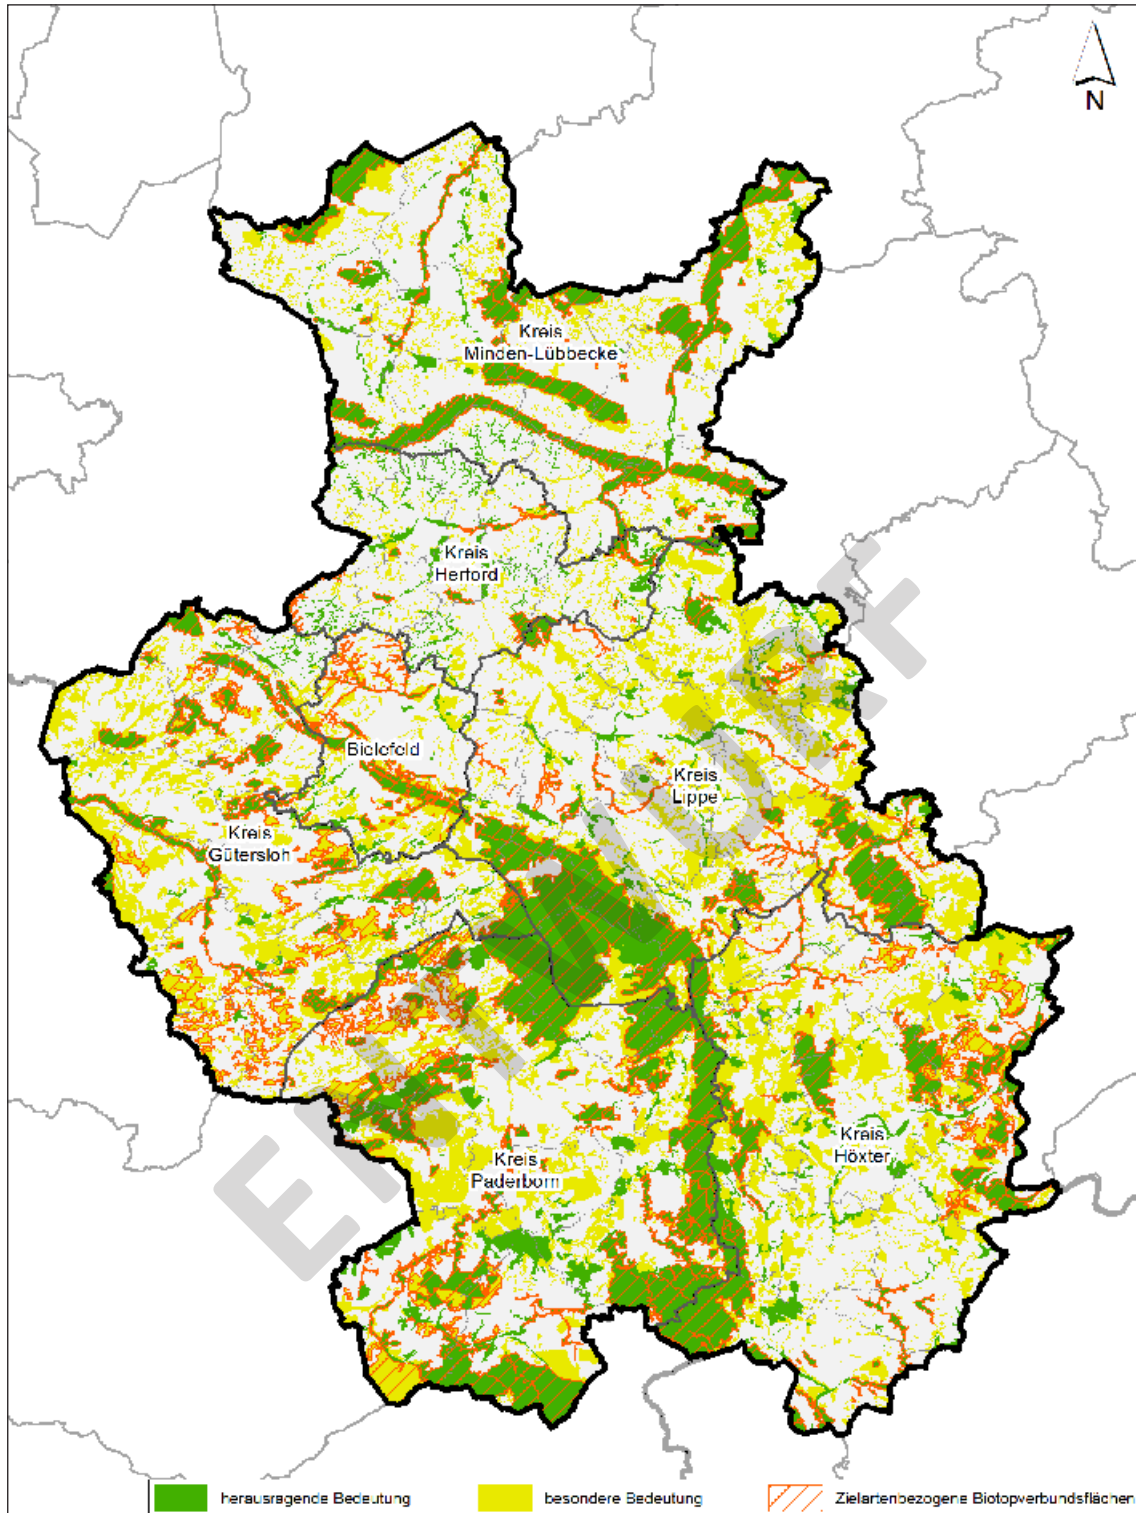 N
Kreis
Minden-Lübbecke
Kreis
Herford
Bielefeld
Kreis
Lippe
Kreis
Gütersloh
Kreis
Höxter
Kreis
Paderborn
ENTWURF
herausragende Bedeutung
besondere Bedeutung
Zielartenbezogene Biotopverbundsflächen